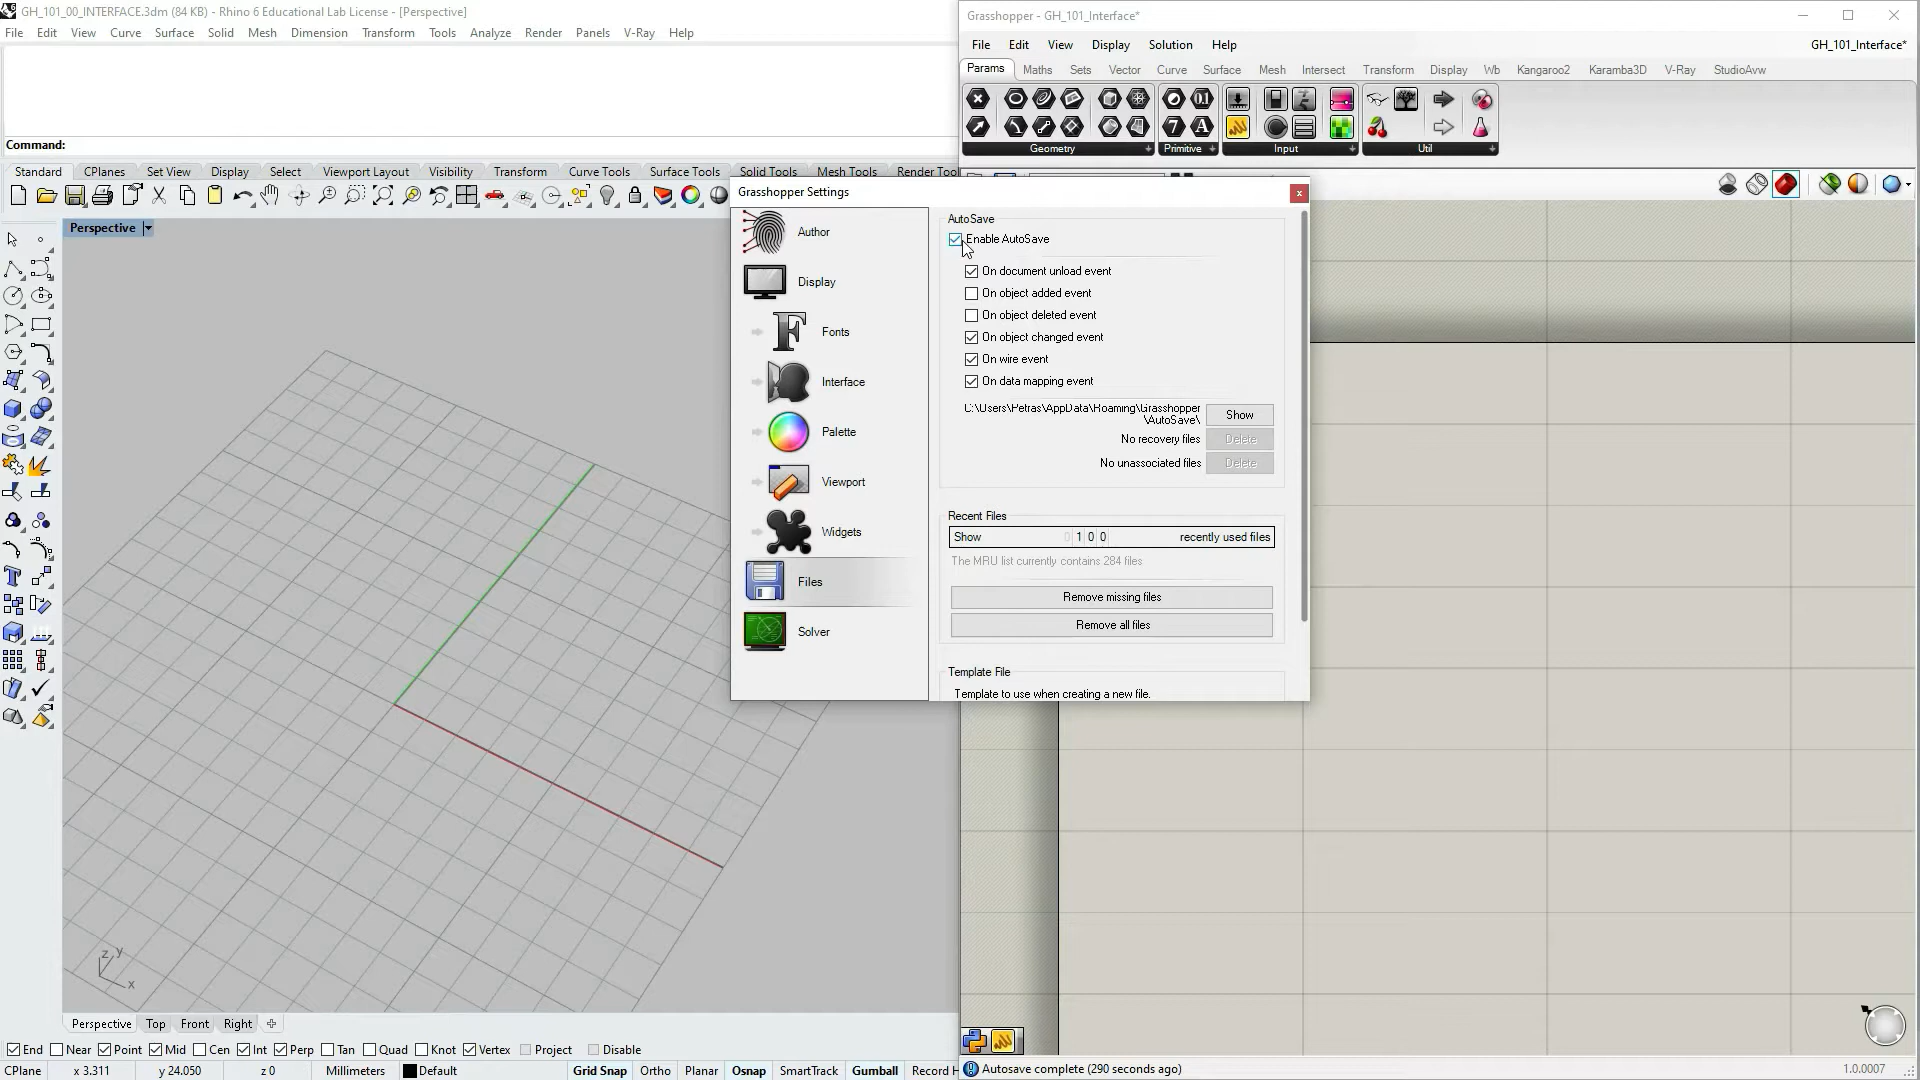 GH_101_00_INTERFACE.3dm (84 KB) - Rhino 6 Educational Lab License - [Perspective]
File Edit View Curve Surface Solid Mesh Dimension Transform Tools Analyze Render Panels V-Ray Help
Command:
Standard CPlanes Set View Display Select Viewport Layout Visibility Transform Curve Tools Surface Tools Solid Tools Mesh Tools Render Tool
Perspective
z y
x
Perspective Top Front Right
End Near Point Mid Cen Int Perp Tan Quad Knot Vertex Project Disable
CPlane x 3.311 y 24.050 z 0 Millimeters Default Grid Snap Ortho Planar Osnap SmartTrack Gumball Record H
Grasshopper - GH_101_Interface*
File Edit View Display Solution Help GH_101_Interface*
Params Maths Sets Vector Curve Surface Mesh Intersect Transform Display Wb Kangaroo2 Karamba3D V-Ray StudioAvw
Geometry Primitive Input Util
Grasshopper Settings
Author
Display
Fonts
Interface
Palette
Viewport
Widgets
Files
Solver
AutoSave
Enable AutoSave
On document unload event
On object added event
On object deleted event
On object changed event
On wire event
On data mapping event
C:\Users\Petras\AppData\Roaming\Grasshopper
\AutoSave\
Show
No recovery files Delete
No unassociated files Delete
Recent Files
Show 0 1 0 0 recently used files
The MRU list currently contains 284 files
Remove missing files
Remove all files
Template File
Template to use when creating a new file.
Autosave complete (290 seconds ago) 1.0.0007